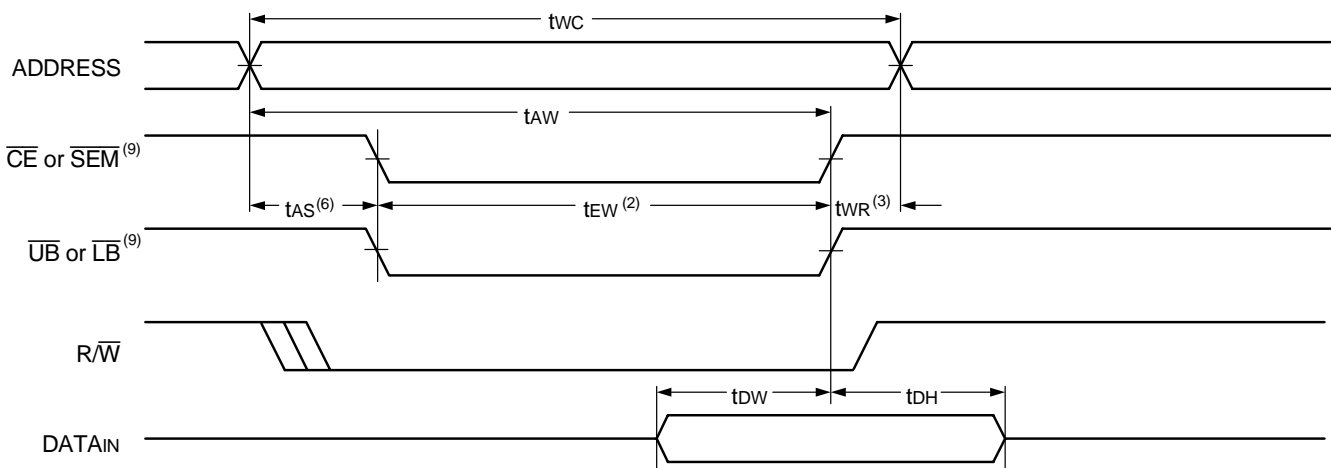 tWC
ADDRESS
tAW
CE or SEM (9)
tAS(6)
tEW (2)
tWR(3)
UB or LB (9)
R/W
tDW
tDH
DATAIN